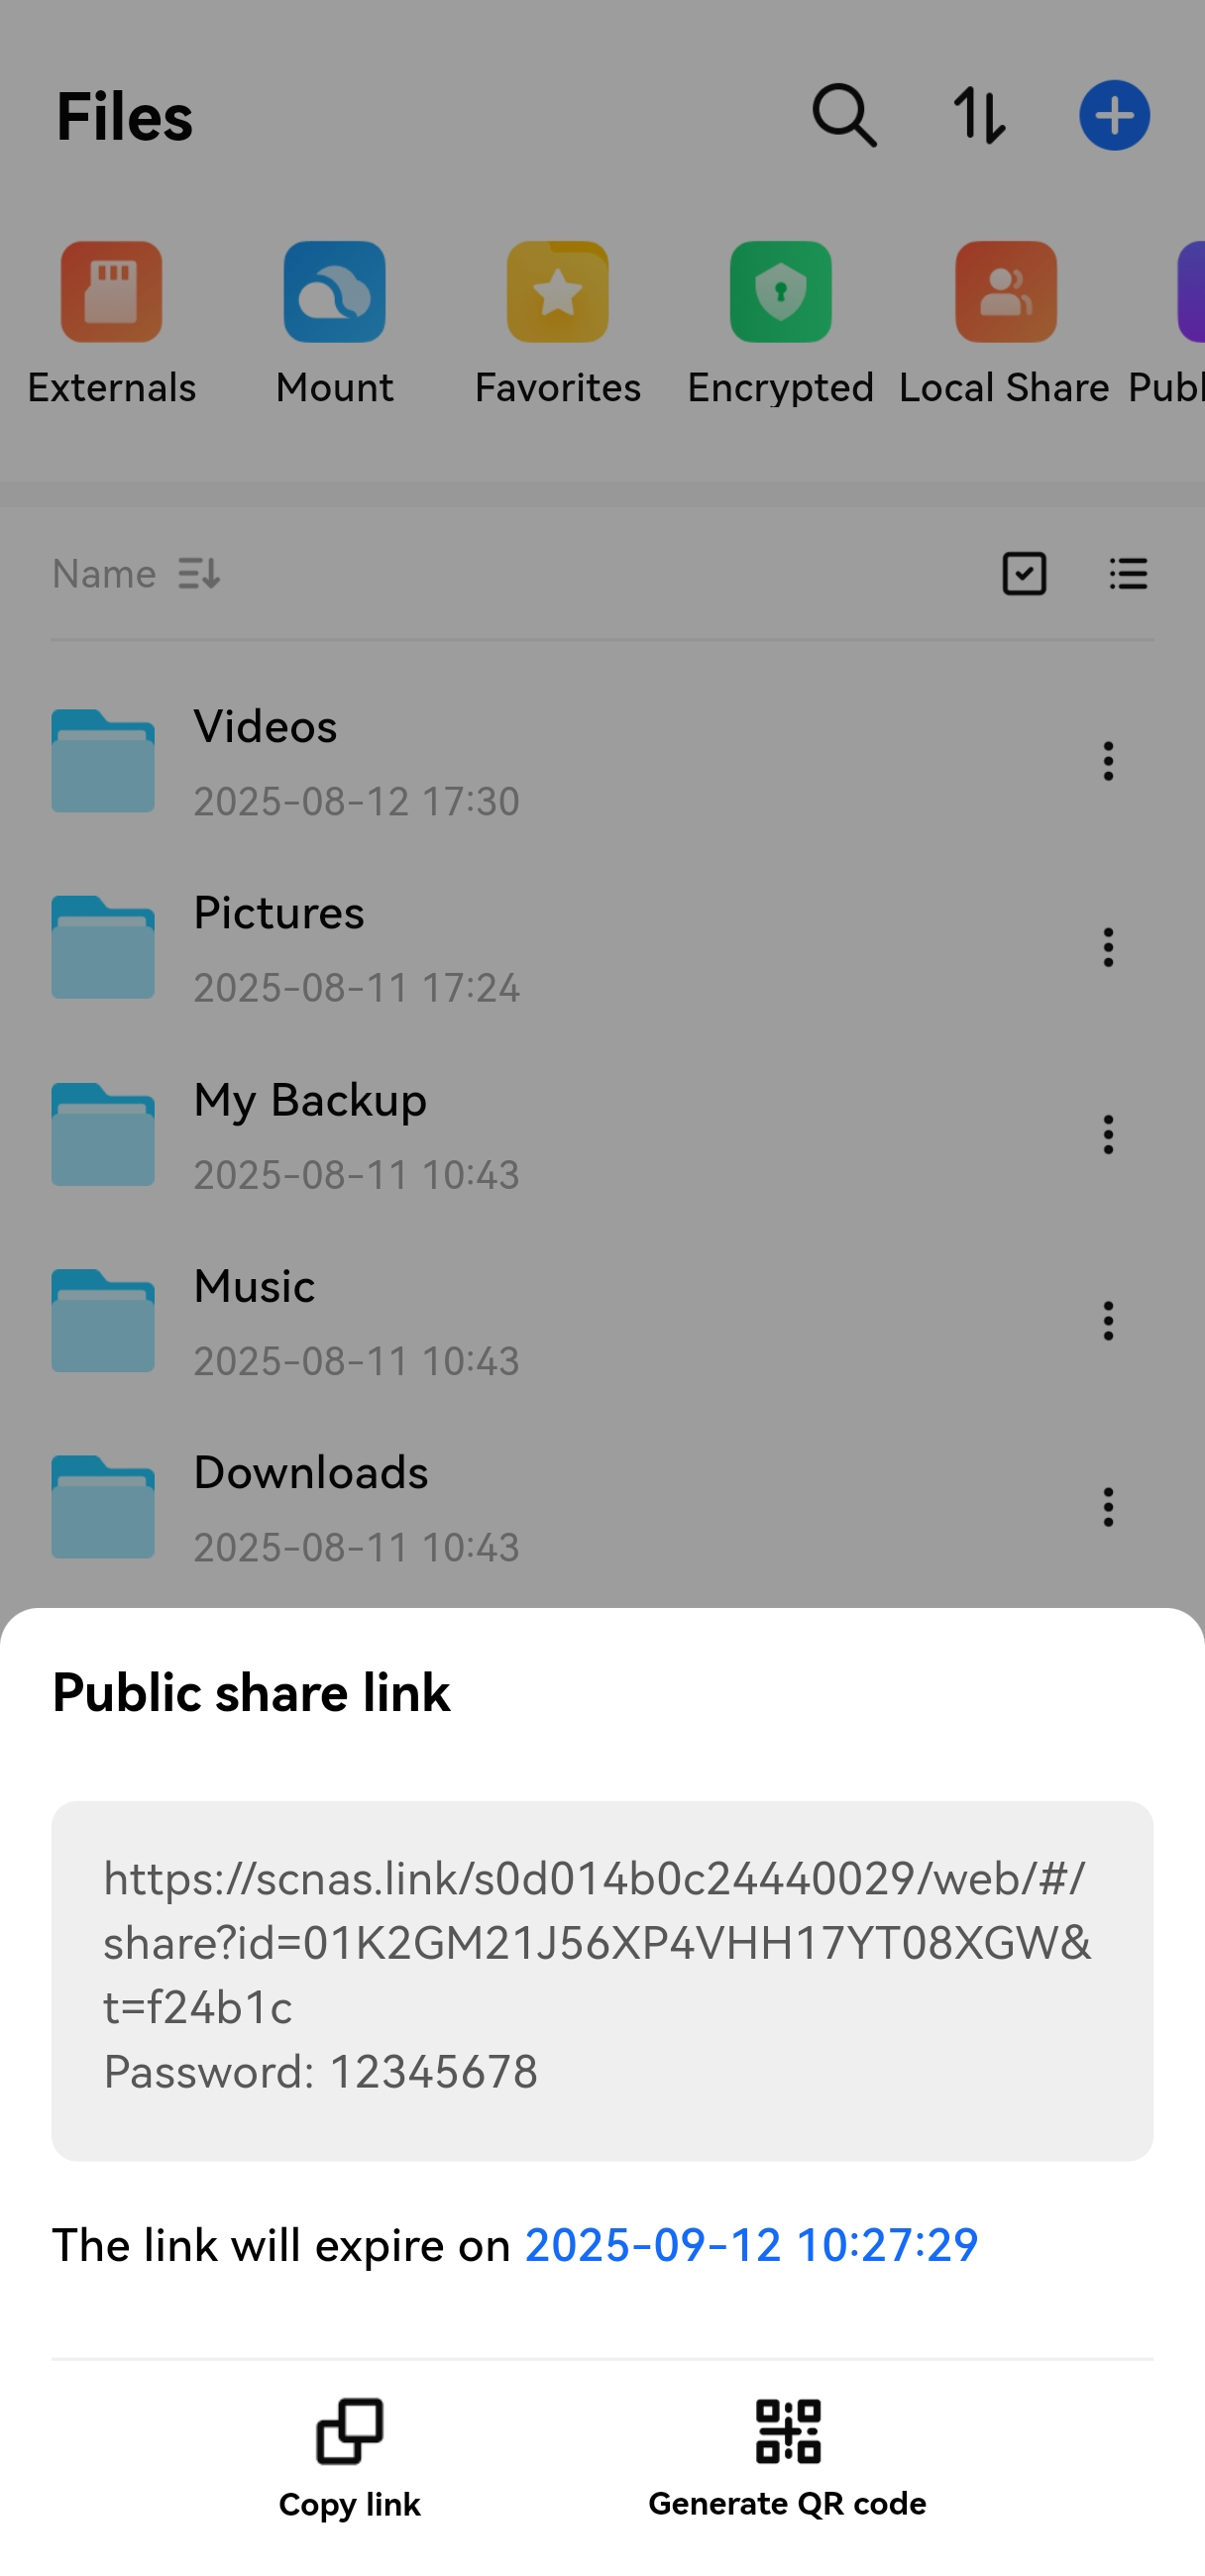 Files
Externals Mount Favorites Encrypted Local Share Publ
Name
Videos
2025-08-12 17:30
Pictures
2025-08-11 17:24
My Backup
2025-08-11 10:43
Music
2025-08-11 10:43
Downloads
2025-08-11 10:43
Public share link
https://scnas.link/s0d014b0c24440029/web/#/
share?id=01K2GM21J56XP4VHH17YT08XGW&
t=f24b1c
Password: 12345678
The link will expire on 2025-09-12 10:27:29
Copy link Generate QR code